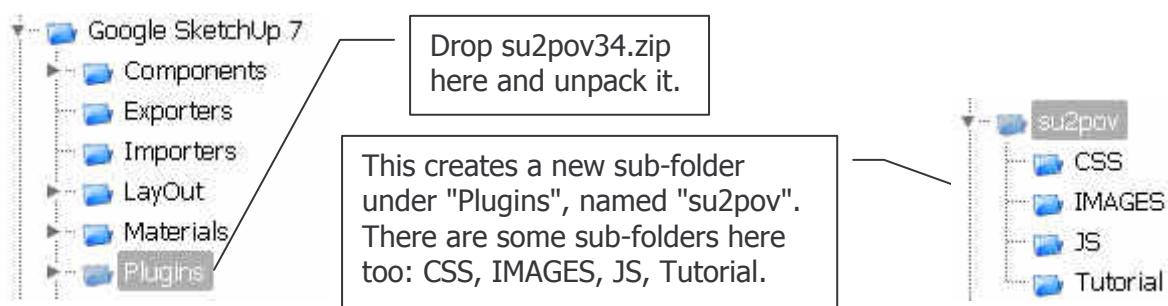 Google SketchUp 7
Components
Exporters
Importers
LayOut
Materials
Plugins
Drop su2pov34.zip
here and unpack it.
This creates a new sub-folder
under "Plugins", named "su2pov".
There are some sub-folders here
too: CSS, IMAGES, JS, Tutorial.
su2pov
CSS
IMAGES
JS
Tutorial